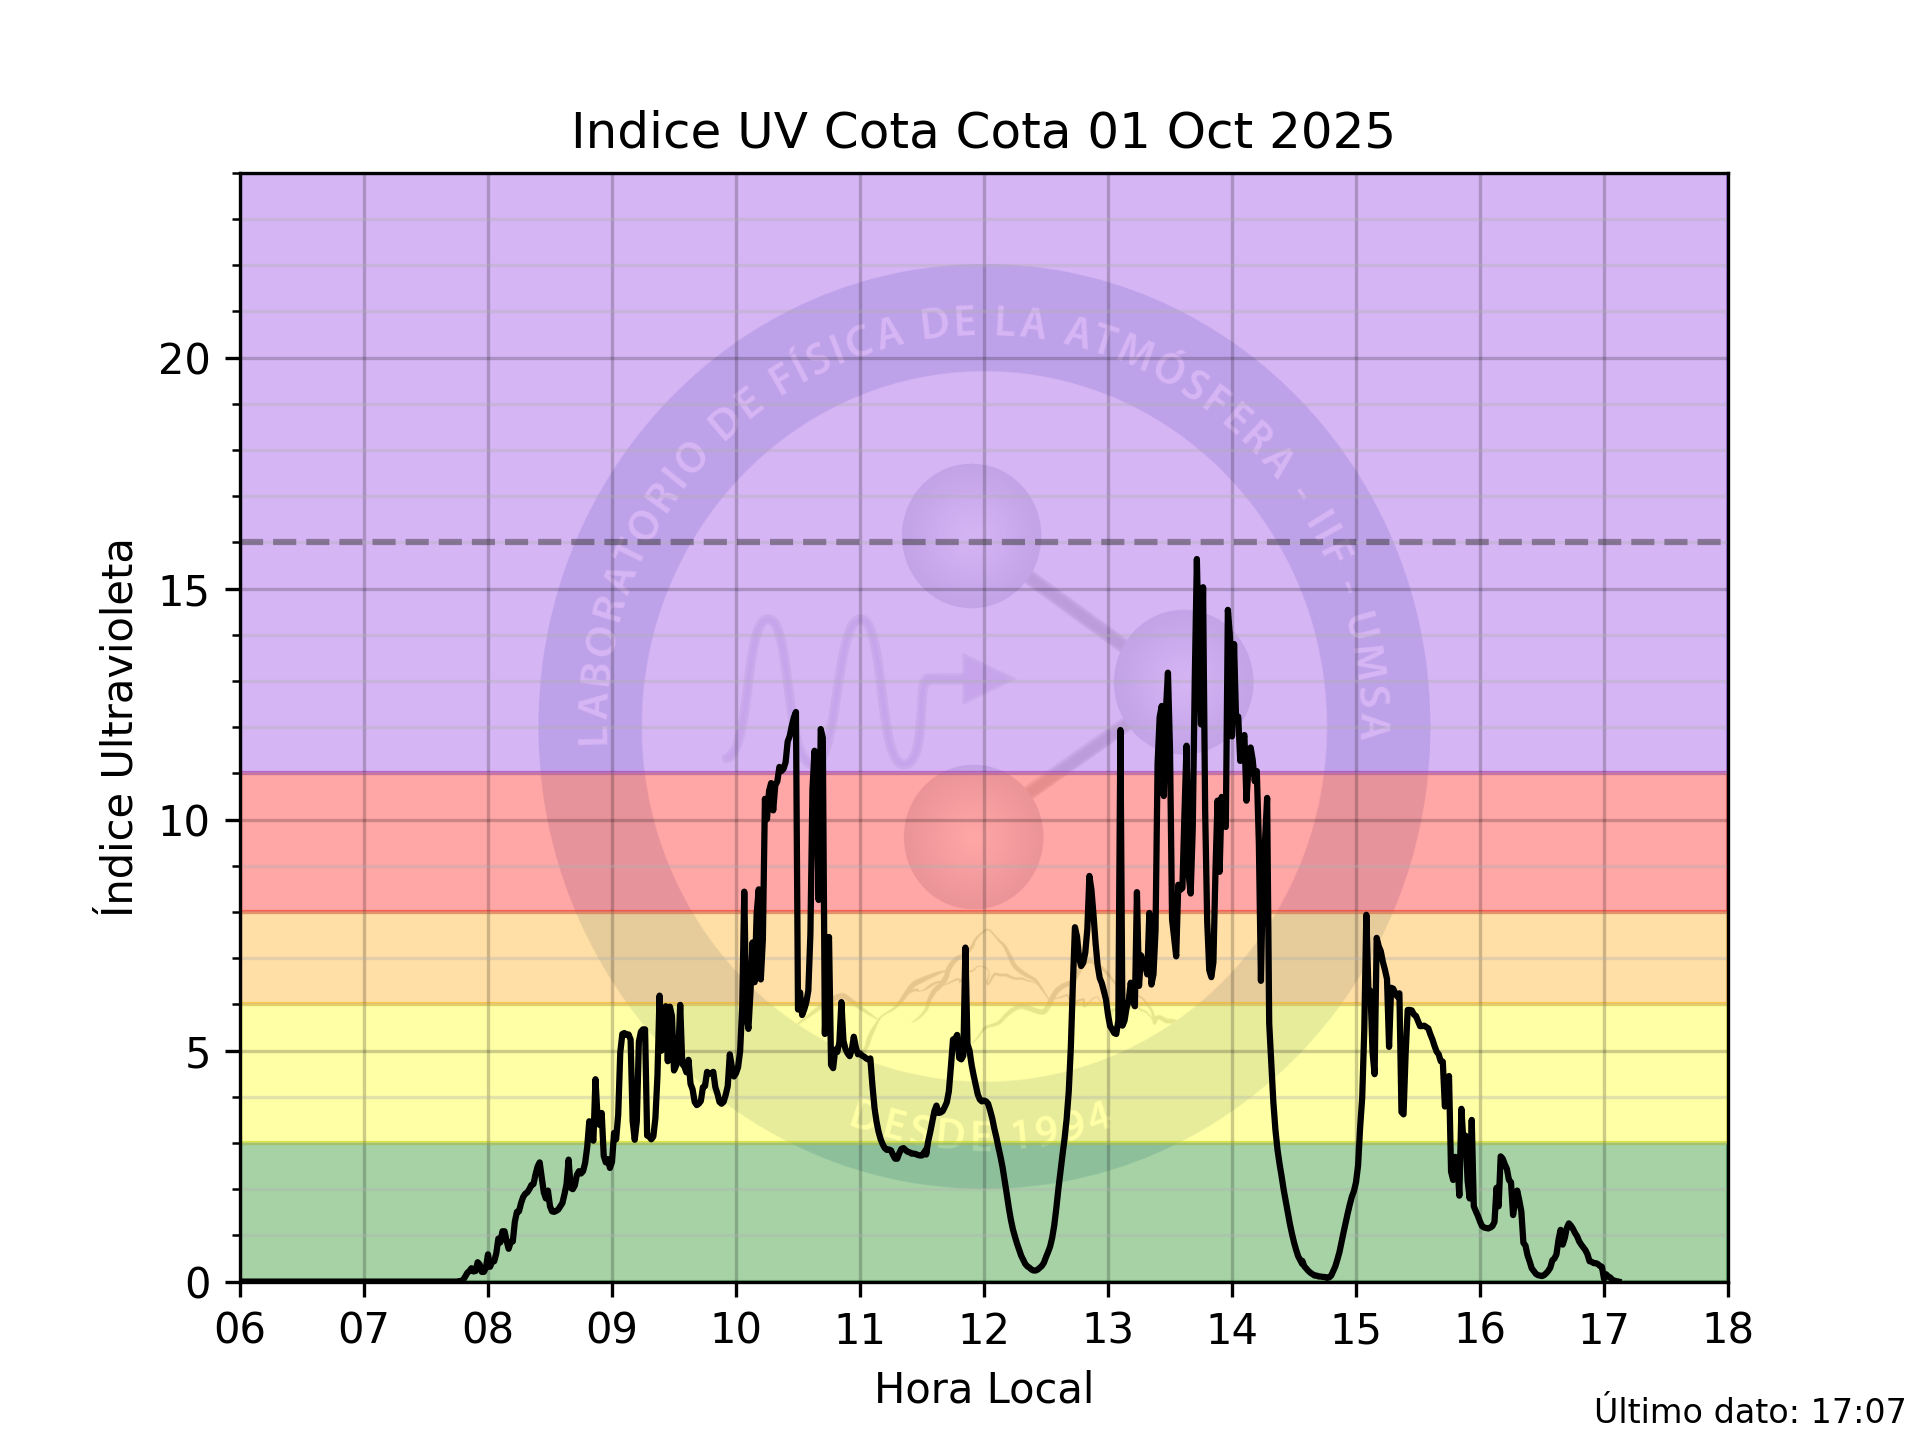 Indice UV Cota Cota 01 Oct 2025
Índice Ultravioleta
20
15
10
5
0
LABORATORIO DE FÍSICA DE LA ATMÓSFERA - IIF - UMSA
DESDE 1994
06 07 08 09 10 11 12 13 14 15 16 17 18
Hora Local
Último dato: 17:07